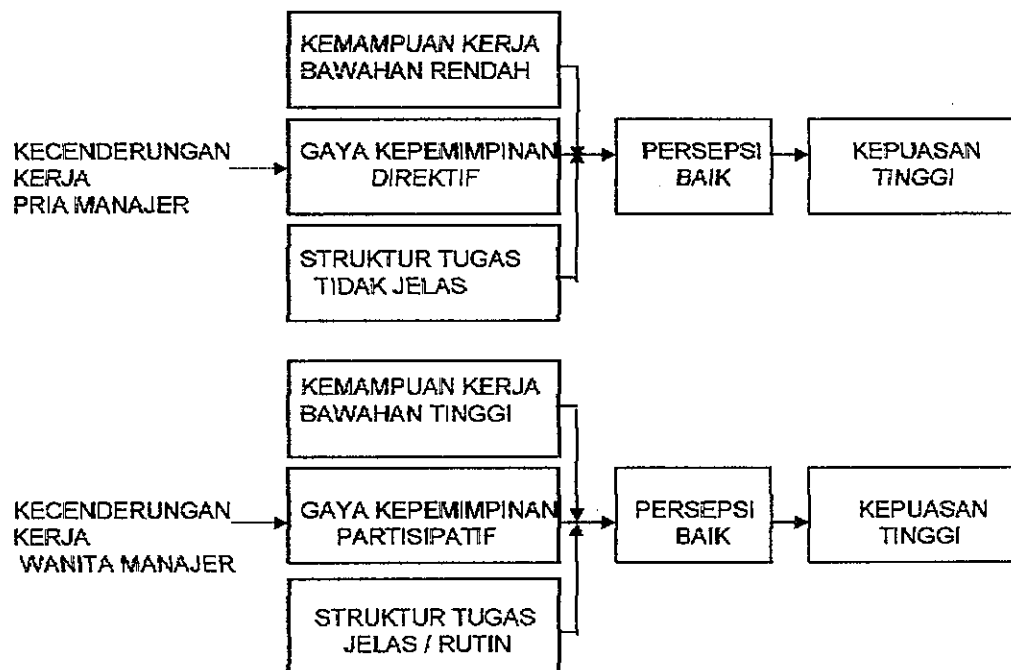 KEMAMPUAN KERJA
BAWAHAN RENDAH
KECENDERUNGAN
KERJA
PRIA MANAJER
GAYA KEPEMIMPINAN
DIREKTIF
PERSEPSI
BAIK
KEPUASAN
TINGGI
STRUKTUR TUGAS
TIDAK JELAS
KEMAMPUAN KERJA
BAWAHAN TINGGI
KECENDERUNGAN
KERJA
WANITA MANAJER
GAYA KEPEMIMPINAN
PARTISIPATIF
PERSEPSI
BAIK
KEPUASAN
TINGGI
STRUKTUR TUGAS
JELAS / RUTIN